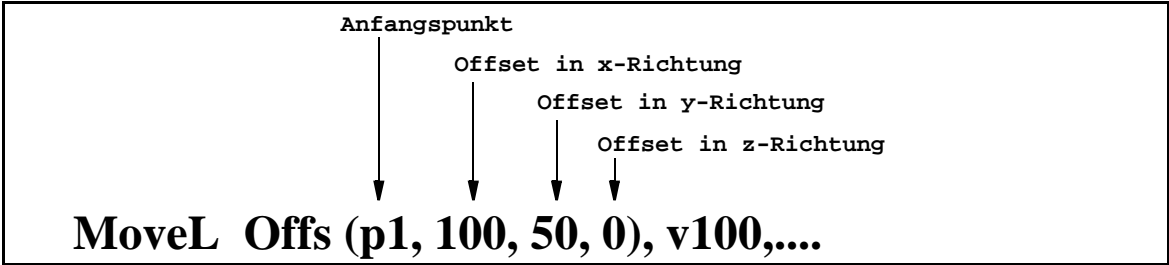 Anfangspunkt
Offset in x-Richtung
Offset in y-Richtung
Offset in z-Richtung
MoveL Offs (p1, 100, 50, 0), v100,....